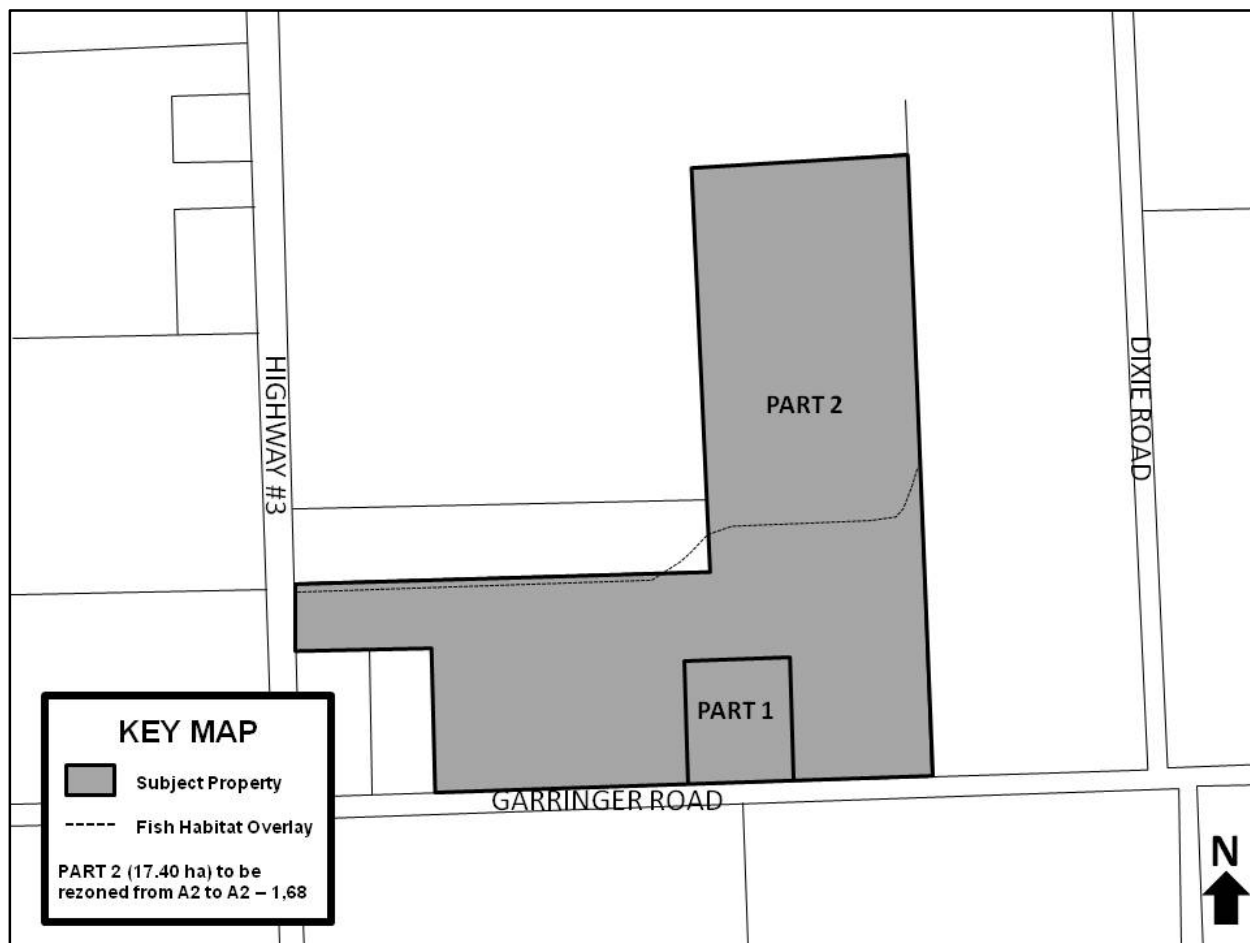 HIGHWAY #3
PART 2
DIXIE ROAD
PART 1
GARRINGER ROAD
KEY MAP
Subject Property
Fish Habitat Overlay
PART 2 (17.40 ha) to be
rezoned from A2 to A2 – 1,68
N